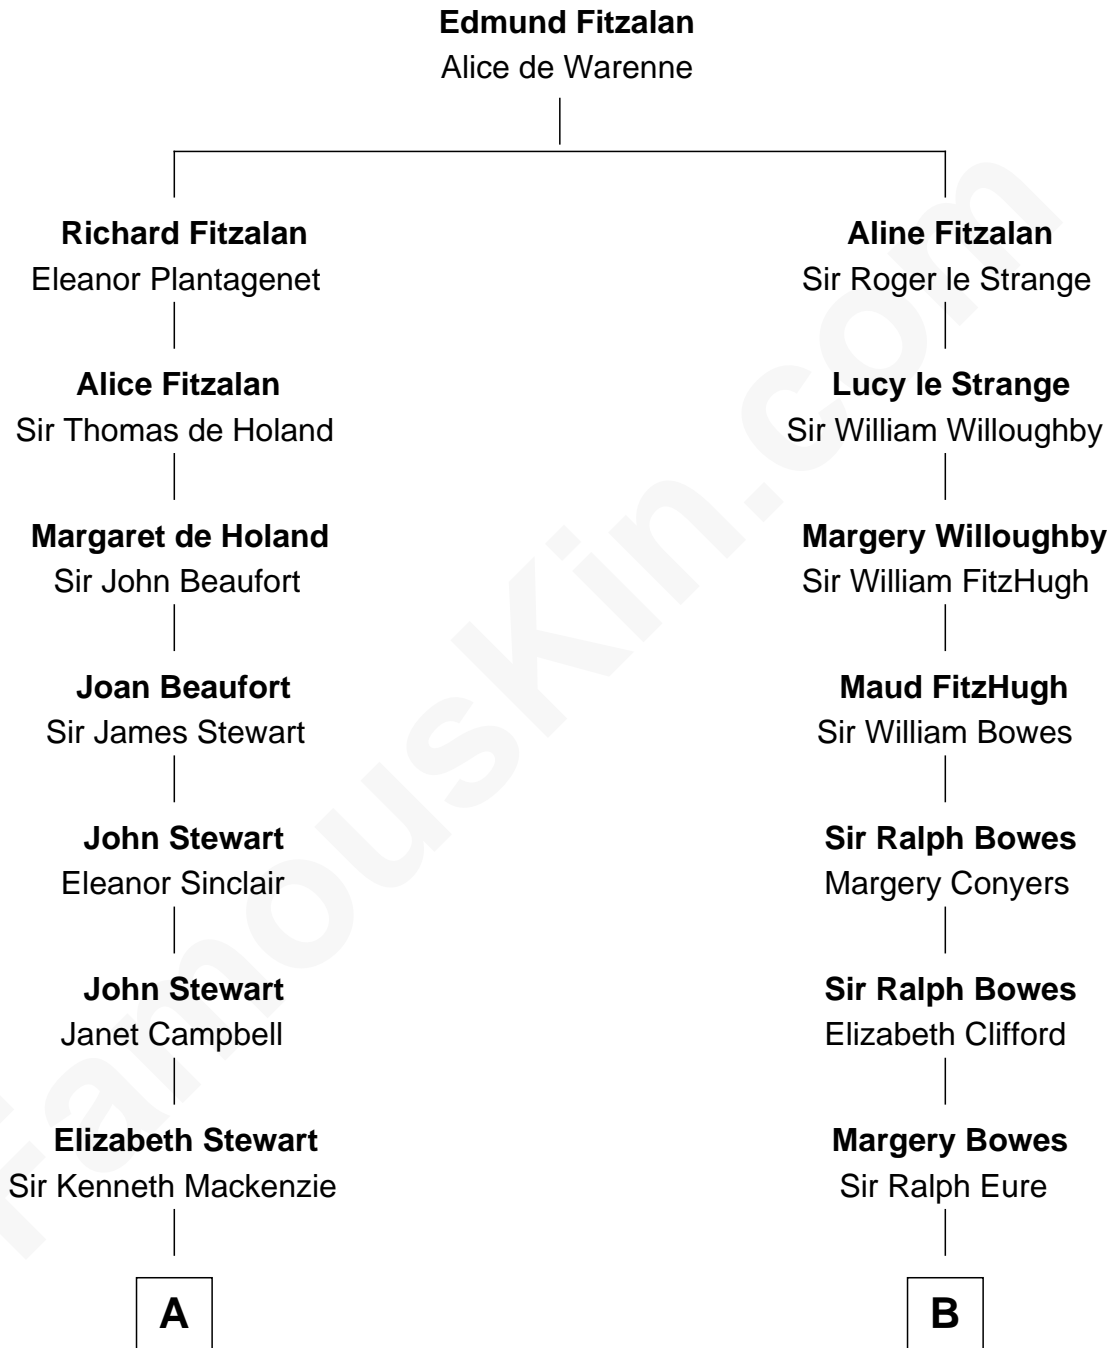 Edmund Fitzalan
Alice de Warenne
Richard Fitzalan
Eleanor Plantagenet
Aline Fitzalan
Sir Roger le Strange
Alice Fitzalan
Sir Thomas de Holand
Lucy le Strange
Sir William Willoughby
Margaret de Holand
Sir John Beaufort
Margery Willoughby
Sir William FitzHugh
Joan Beaufort
Sir James Stewart
Maud FitzHugh
Sir William Bowes
John Stewart
Eleanor Sinclair
Sir Ralph Bowes
Margery Conyers
John Stewart
Janet Campbell
Sir Ralph Bowes
Elizabeth Clifford
Elizabeth Stewart
Sir Kenneth Mackenzie
Margery Bowes
Sir Ralph Eure
A
B
FamousKin.com